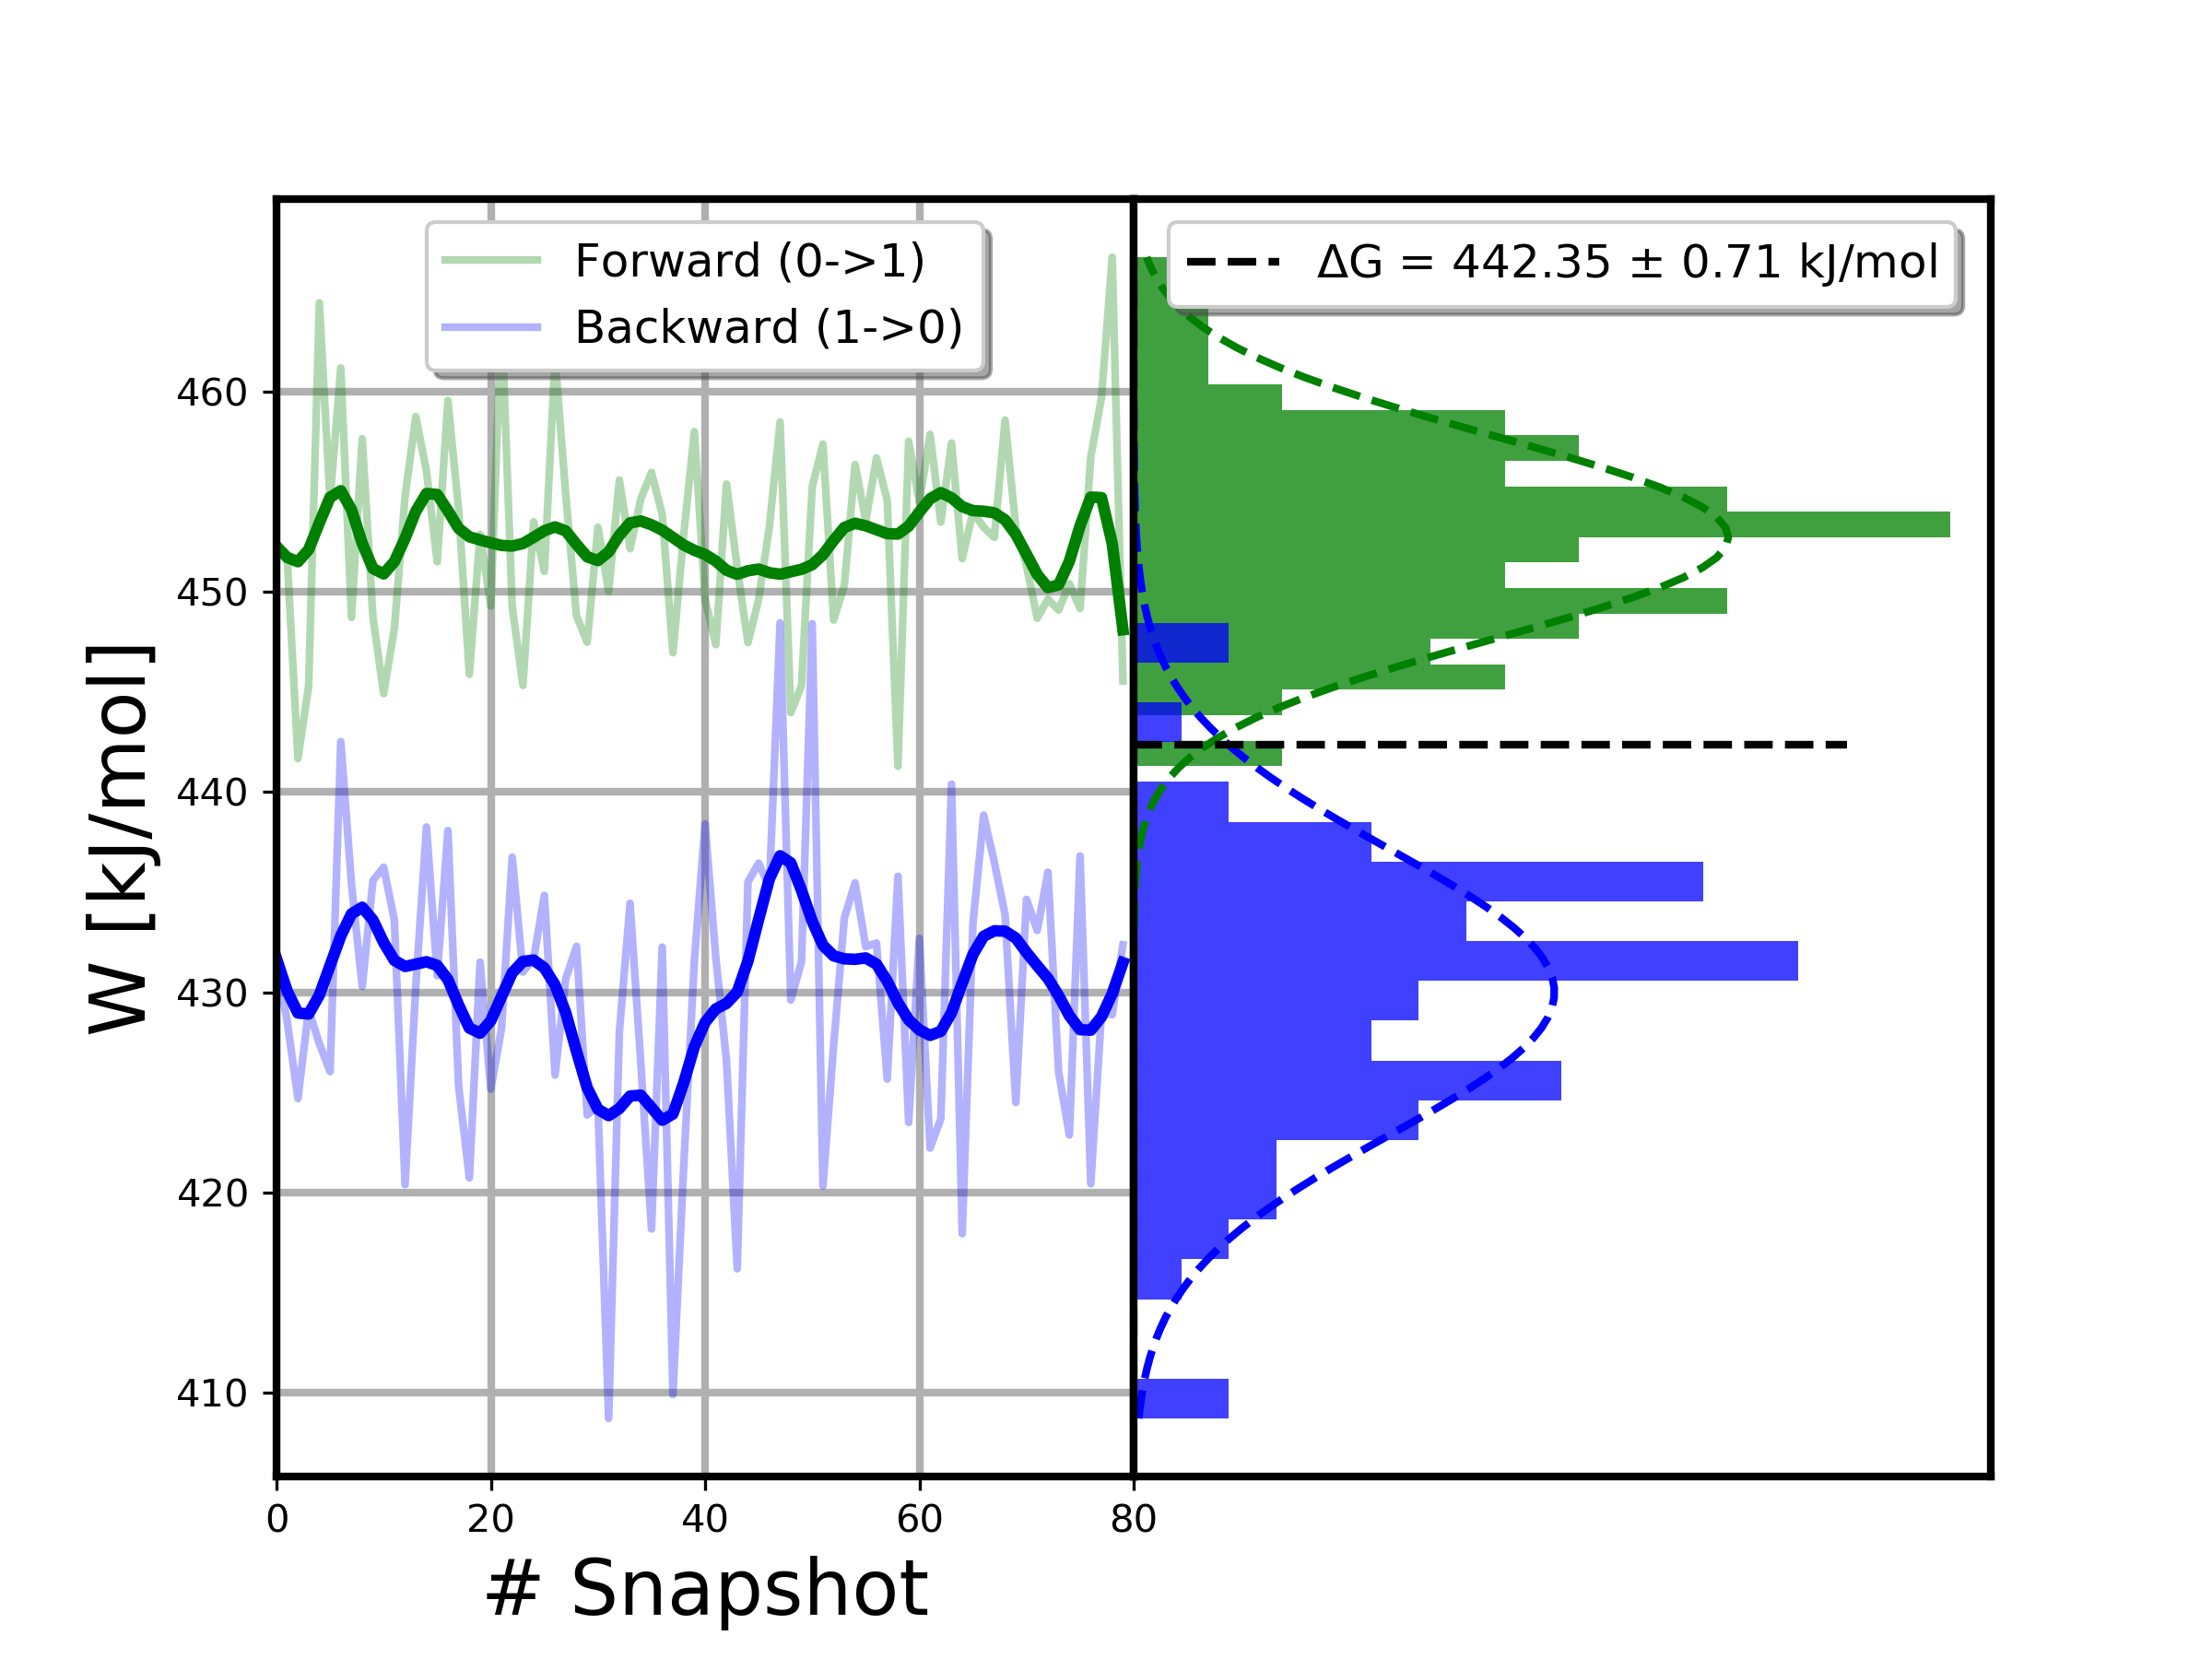 Forward (0->1)
Backward (1->0)
ΔG = 442.35 ± 0.71 kJ/mol
W [kJ/mol]
460
450
440
430
420
410
0 20 40 60 80
# Snapshot